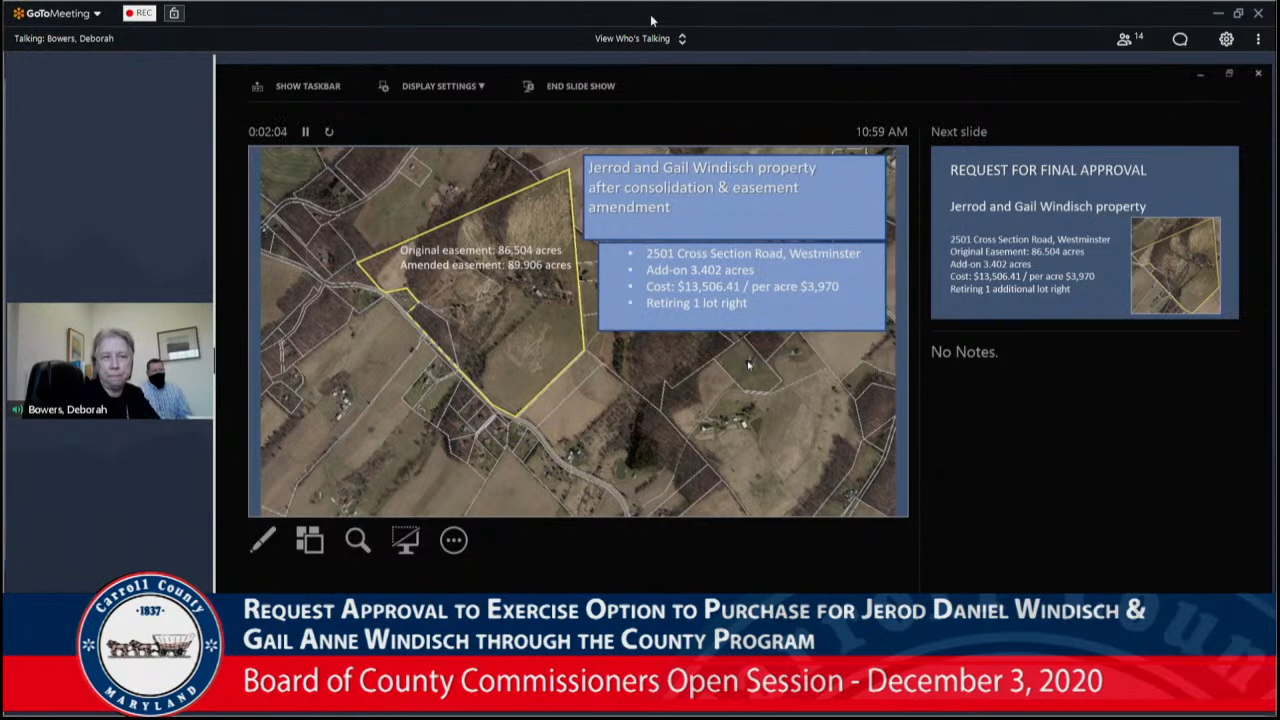 GoToMeeting
REC
Talking: Bowers, Deborah
View Who's Talking
14
SHOW TASKBAR
DISPLAY SETTINGS
END SLIDE SHOW
0:02:04
10:59 AM
Next slide
Jerrod and Gail Windisch property
after consolidation & easement
amendment
Original easement: 86,504 acres
Amended easement: 89.906 acres
• 2501 Cross Section Road, Westminster
• Add-on 3.402 acres
• Cost: $13,506.41 / per acre $3,970
• Retiring 1 lot right
REQUEST FOR FINAL APPROVAL
Jerrod and Gail Windisch property
2501 Cross Section Road, Westminster
Original Easement: 86.504 acres
Add-on 3.402 acres
Cost: $13,506.41 / per acre $3,970
Retiring 1 additional lot right
No Notes.
Bowers, Deborah
CARROLL COUNTY
·1837·
MARYLAND
REQUEST APPROVAL TO EXERCISE OPTION TO PURCHASE FOR JEROD DANIEL WINDISCH &
GAIL ANNE WINDISCH THROUGH THE COUNTY PROGRAM
Board of County Commissioners Open Session - December 3, 2020